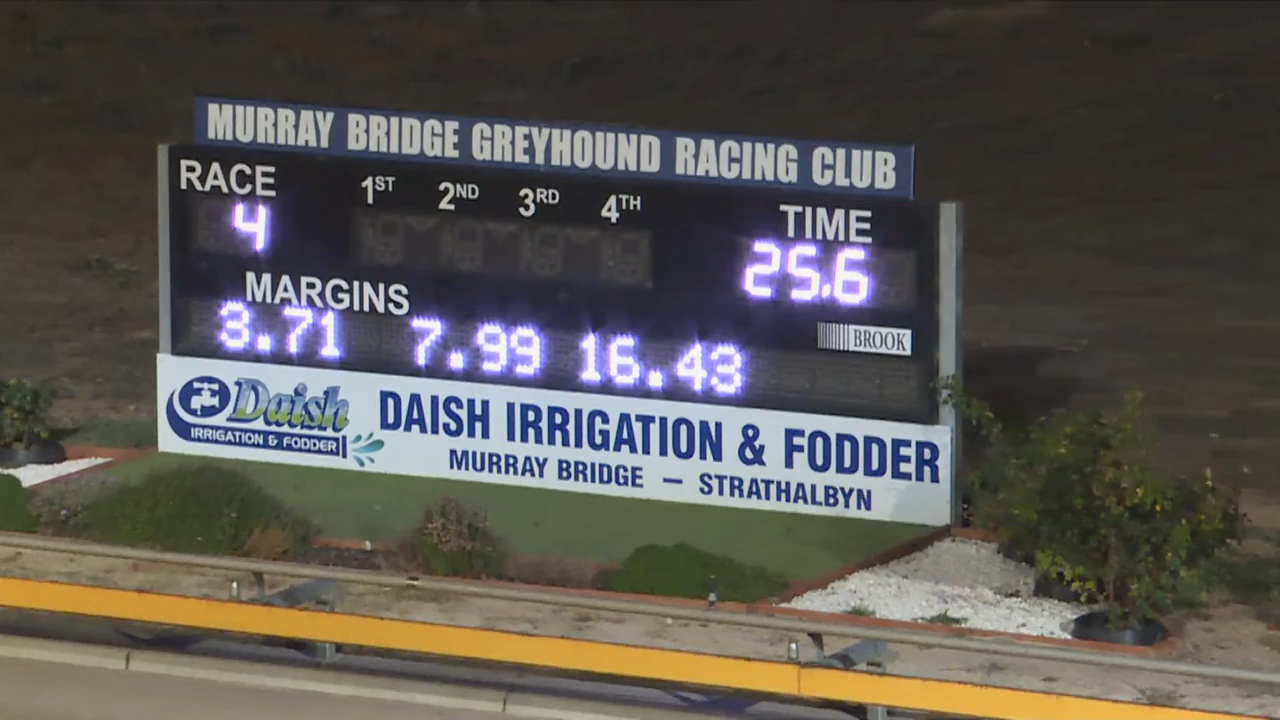 MURRAY BRIDGE GREYHOUND RACING CLUB
RACE 1ST 2ND 3RD 4TH TIME
4 25.6
MARGINS
3.71 7.99 16.43
BROOK
Daish
IRRIGATION & FODDER
DAISH IRRIGATION & FODDER
MURRAY BRIDGE – STRATHALBYN